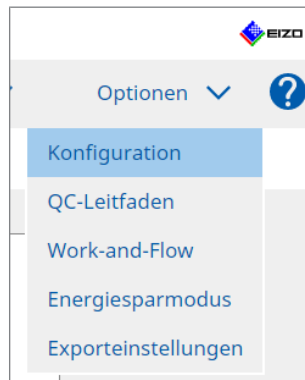 EIZO
Optionen
Konfiguration
QC-Leitfaden
Work-and-Flow
Energiesparmodus
Exporteinstellungen